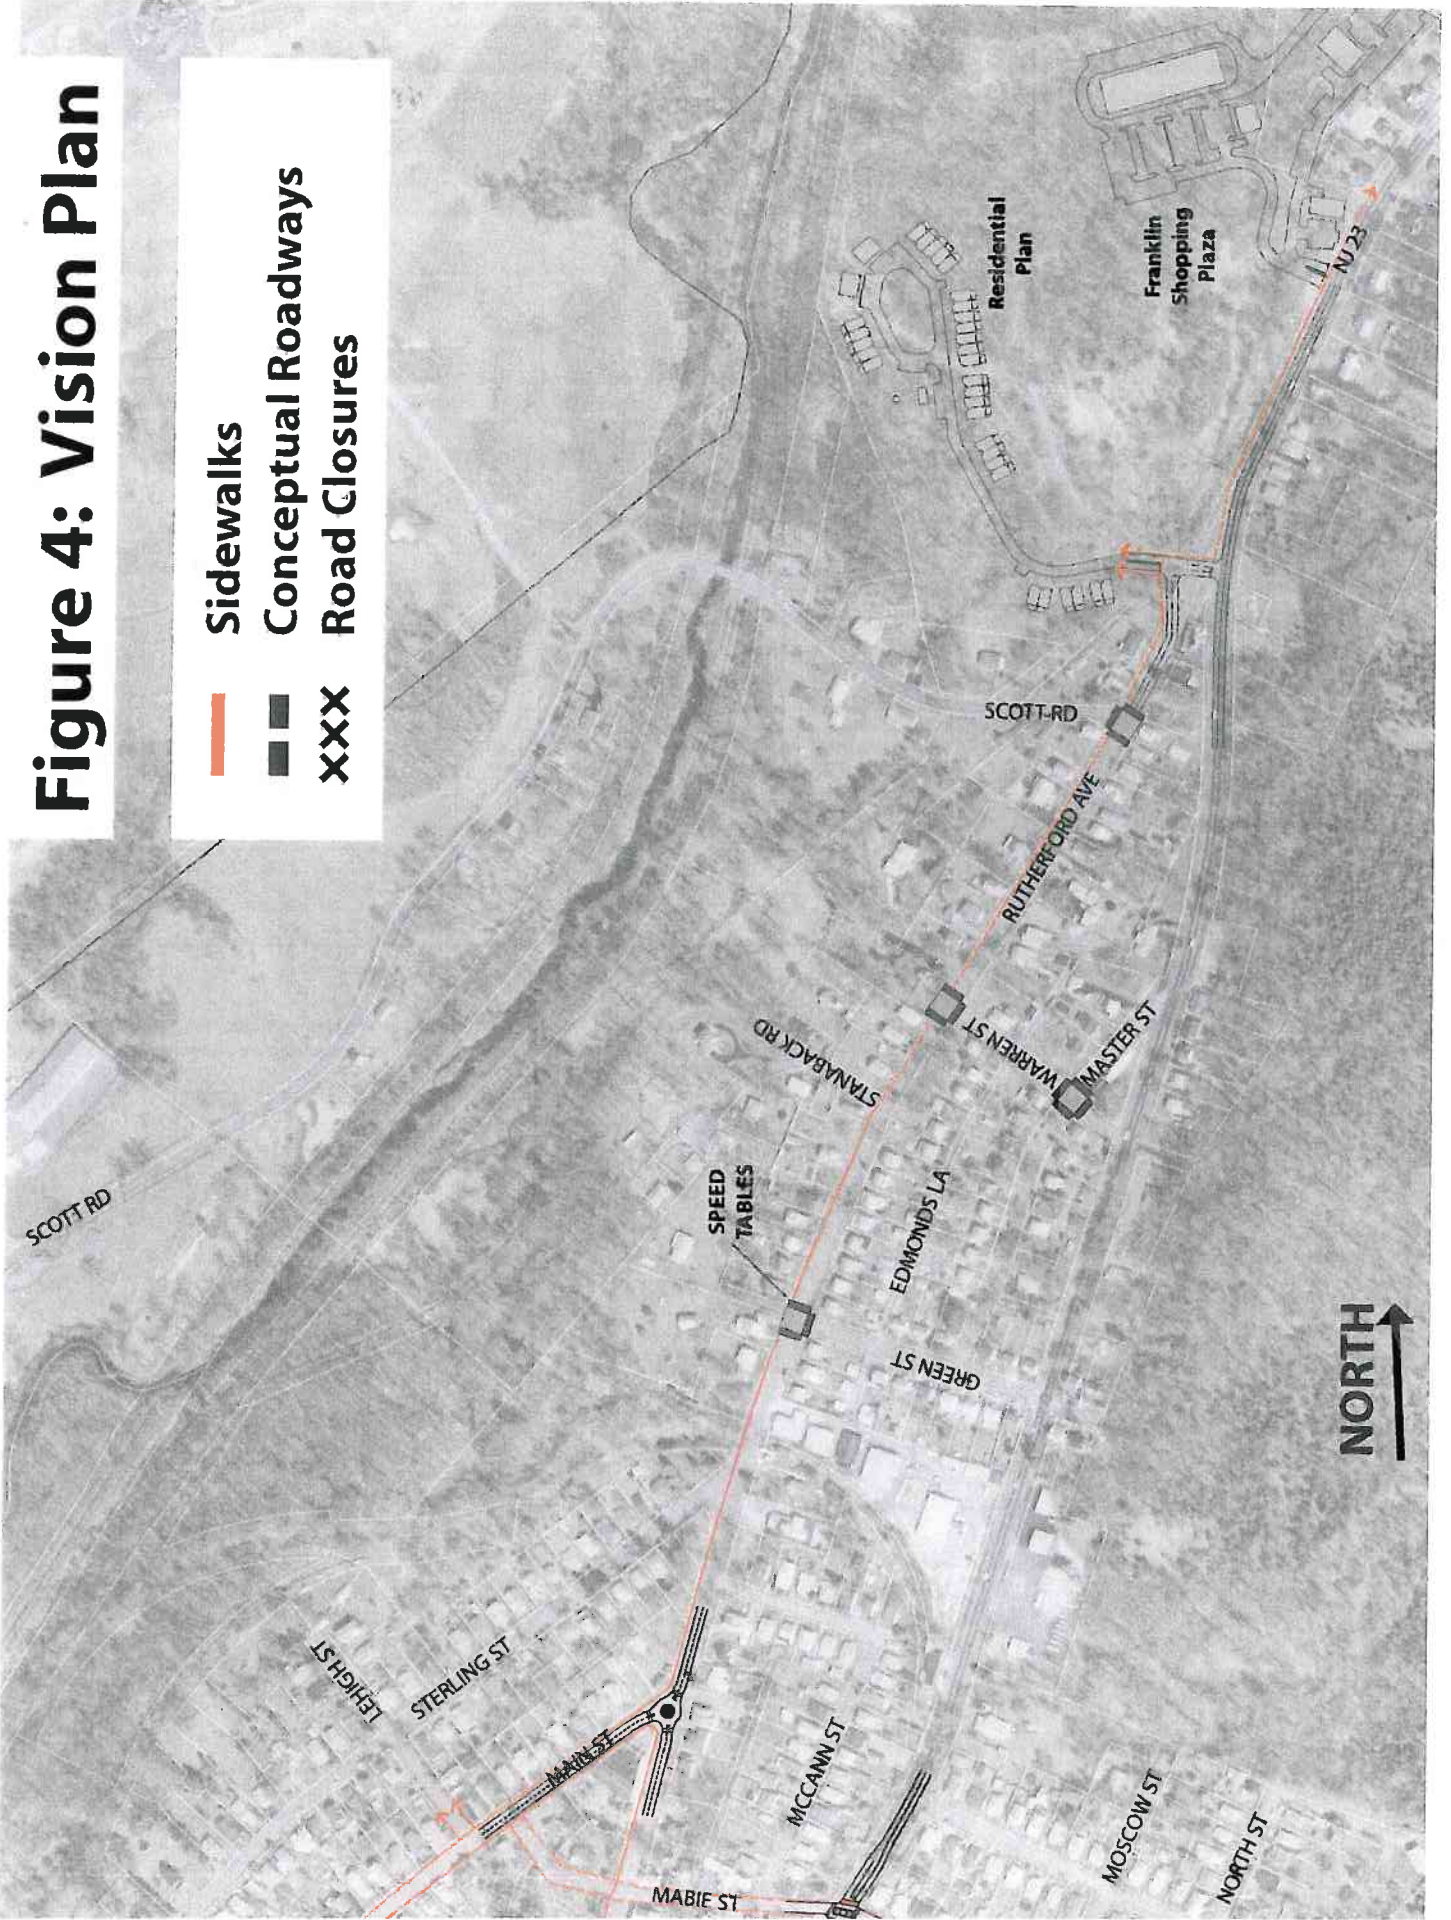 Figure 4: Vision Plan
Sidewalks
Conceptual Roadways
xxx Road Closures
SCOTT RD
Residential
Plan
Franklin
Shopping
Plaza
NJ 23
SCOTT RD
RUTHERFORD AVE
STANABACK RD
WARREN ST
MASTER ST
SPEED
TABLES
EDMONDS LA
GREEN ST
LEHIGH ST
STERLING ST
MAIN ST
MCCANN ST
MABIE ST
MOSCOW ST
NORTH ST
NORTH